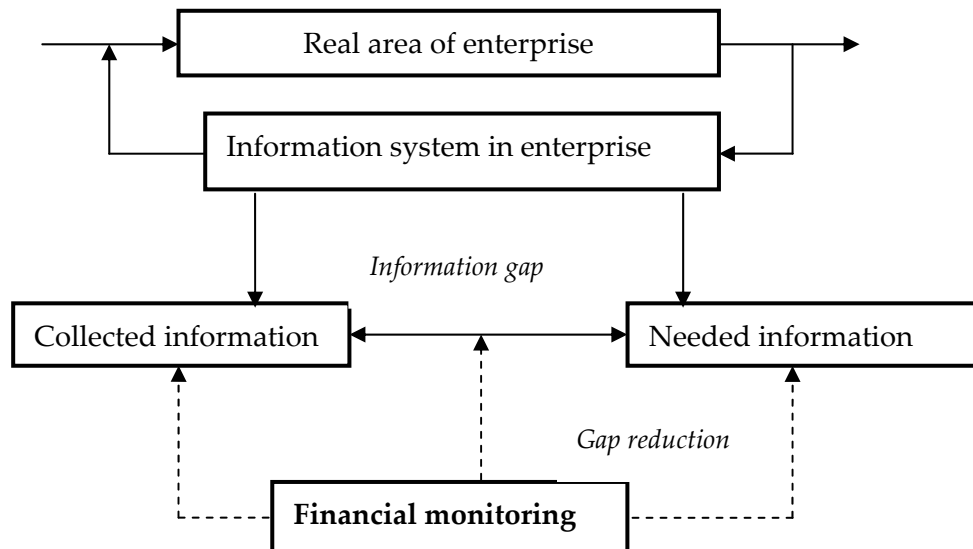 Real area of enterprise
Information system in enterprise
Information gap
Collected information
Needed information
Gap reduction
Financial monitoring